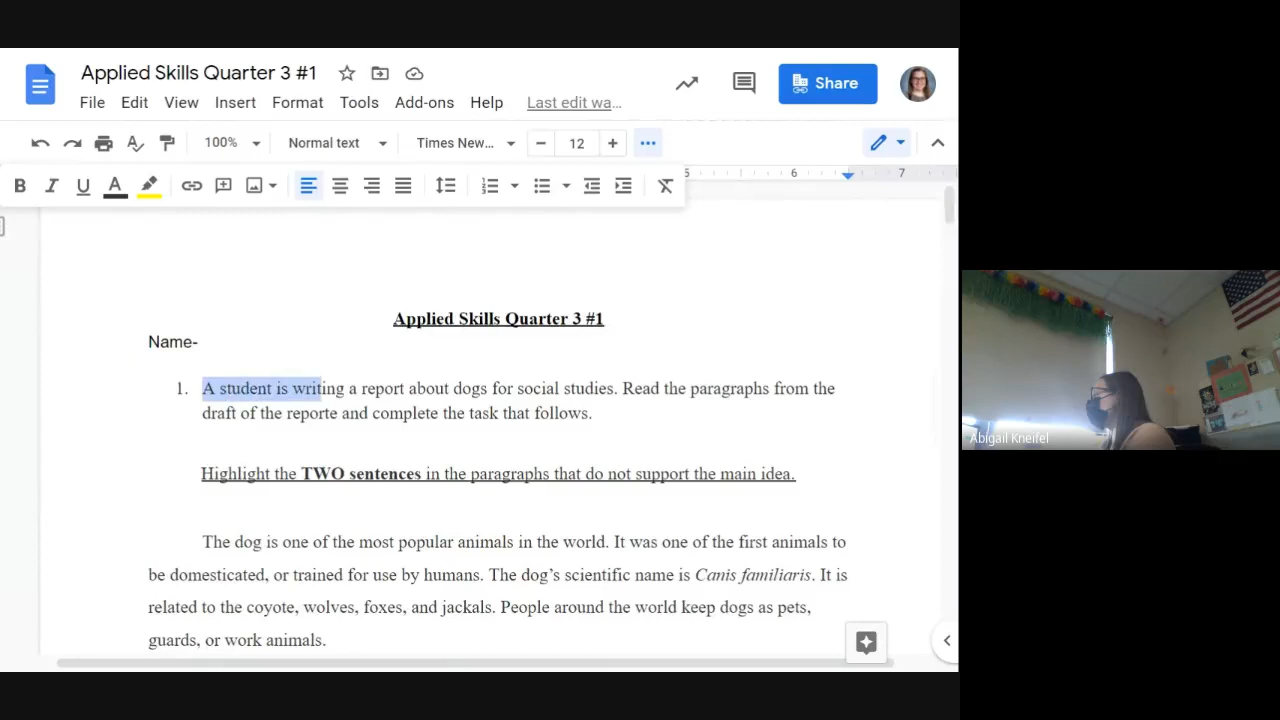 Applied Skills Quarter 3 #1
File Edit View Insert Format Tools Add-ons Help Last edit wa...
Share
100% Normal text Times New... 12
5 6 7
Applied Skills Quarter 3 #1
Name-
1. A student is writing a report about dogs for social studies. Read the paragraphs from the
draft of the reporte and complete the task that follows.
Highlight the TWO sentences in the paragraphs that do not support the main idea.
The dog is one of the most popular animals in the world. It was one of the first animals to
be domesticated, or trained for use by humans. The dog’s scientific name is Canis familiaris. It is
related to the coyote, wolves, foxes, and jackals. People around the world keep dogs as pets,
guards, or work animals.
Abigail Kneifel